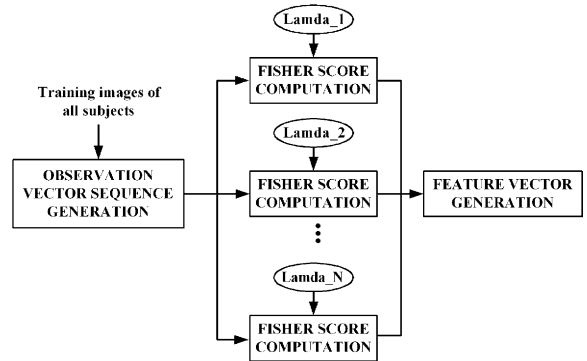 Lamda_1
FISHER SCORE
COMPUTATION
Training images of
all subjects
Lamda_2
OBSERVATION
VECTOR SEQUENCE
GENERATION
FISHER SCORE
COMPUTATION
FEATURE VECTOR
GENERATION
Lamda_N
FISHER SCORE
COMPUTATION